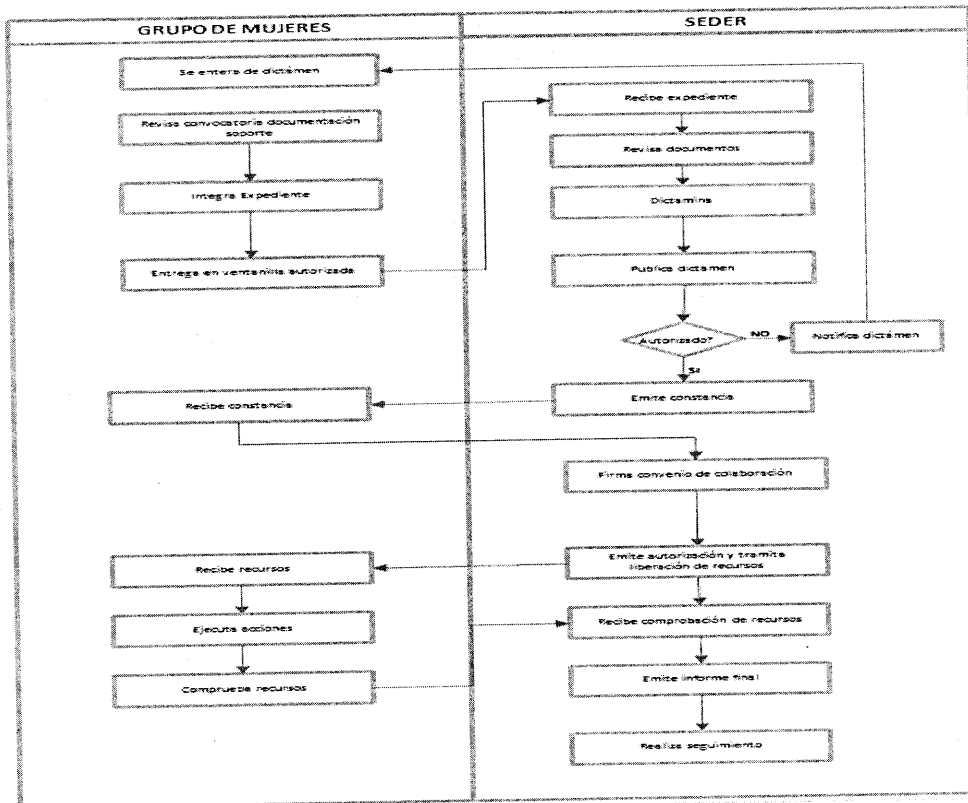 GRUPO DE MUJERES
SEDER
Se entera de dictámen
Revisa convocatoria documentación
soporte
Integra Expediente
Entrega en ventanilla autorizada
Recibe expediente
Revisa documentos
Dictamina
Publica dictamen
Autorizado?
NO
Notifica dictámen
Si
Emite constancia
Recibe constancia
Firma convenio de colaboración
Emite autorización y tramita
liberación de recursos
Recibe recursos
Ejecuta acciones
Comprueba recursos
Recibe comprobación de recursos
Emite informe final
Realiza seguimiento